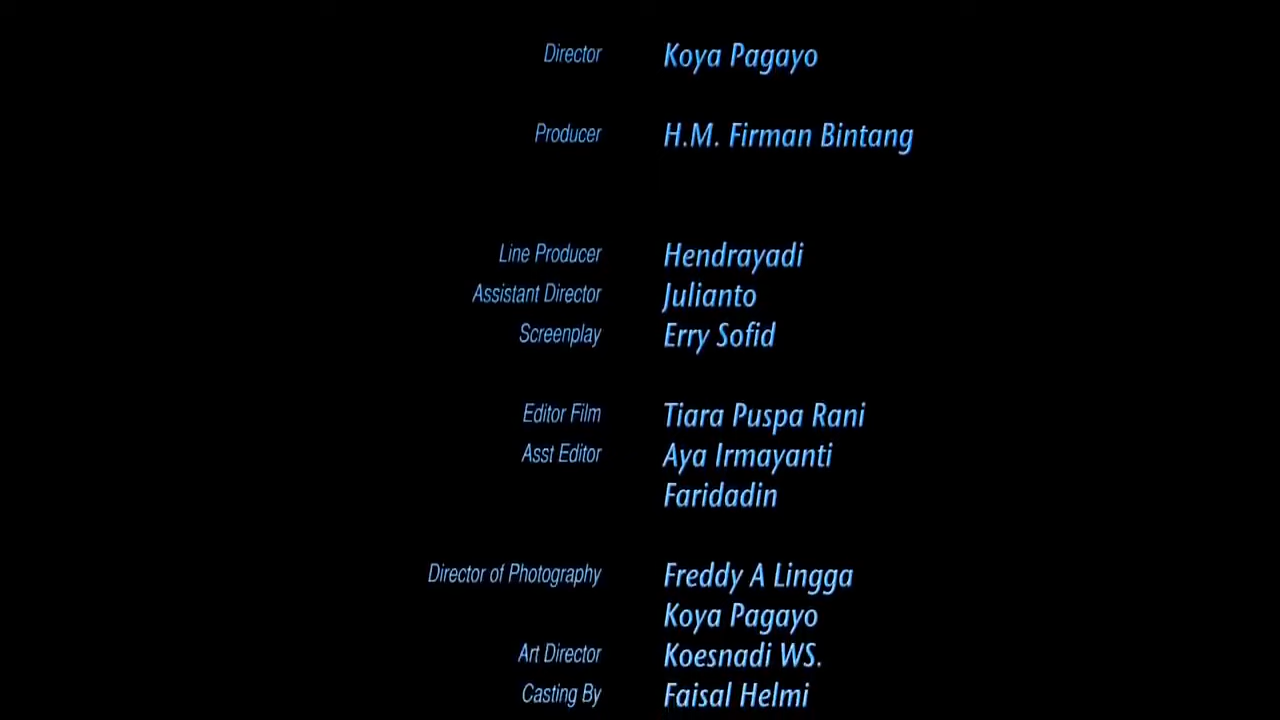 Director Koya Pagayo
Producer H.M. Firman Bintang
Line Producer Hendrayadi
Assistant Director Julianto
Screenplay Erry Sofid
Editor Film Tiara Puspa Rani
Asst Editor Aya Irmayanti
Faridadin
Director of Photography Freddy A Lingga
Koya Pagayo
Art Director Koesnadi WS.
Casting By Faisal Helmi